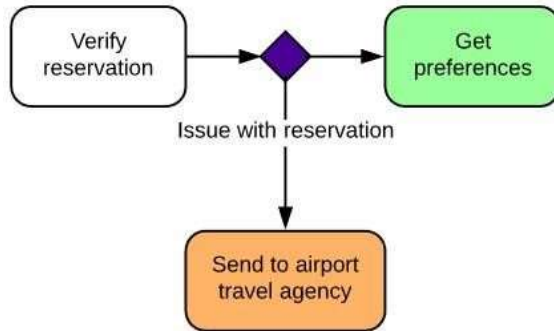 Verify
reservation
Get
preferences
Issue with reservation
Send to airport
travel agency